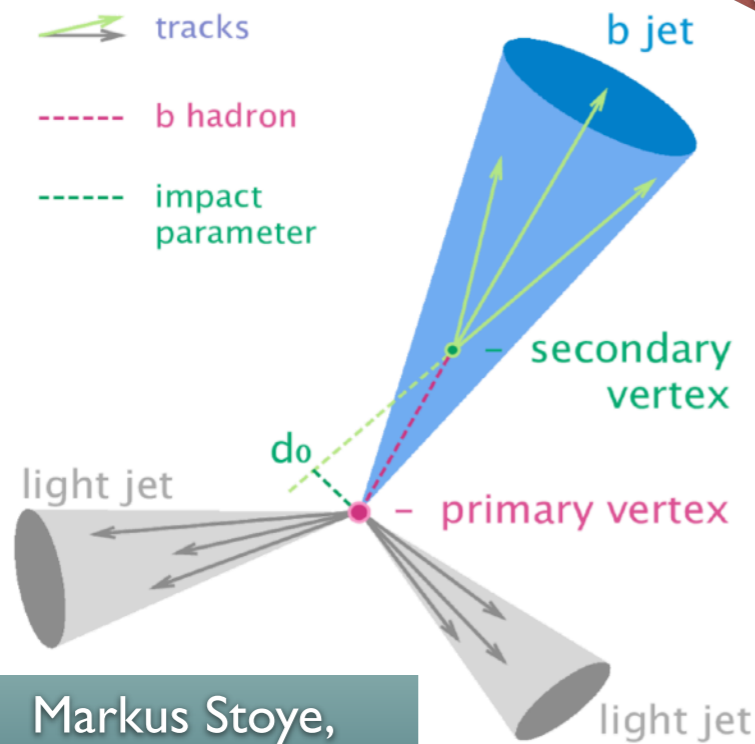 tracks
b hadron
impact
parameter
b jet
secondary
vertex
d0
light jet
primary vertex
light jet
Markus Stoye,